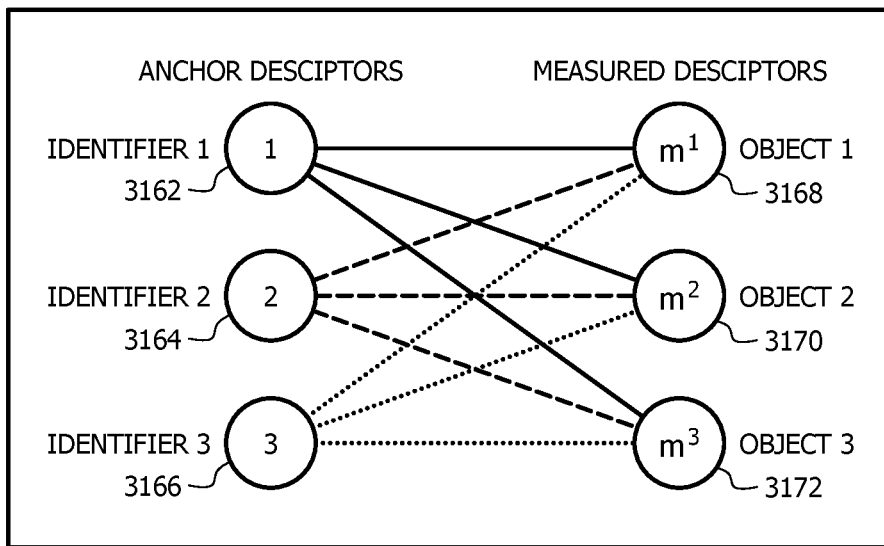 ANCHOR DESCIPTORS
MEASURED DESCIPTORS
IDENTIFIER 1
1
m¹
OBJECT 1
3162
3168
IDENTIFIER 2
2
m²
OBJECT 2
3164
3170
IDENTIFIER 3
3
m³
OBJECT 3
3166
3172